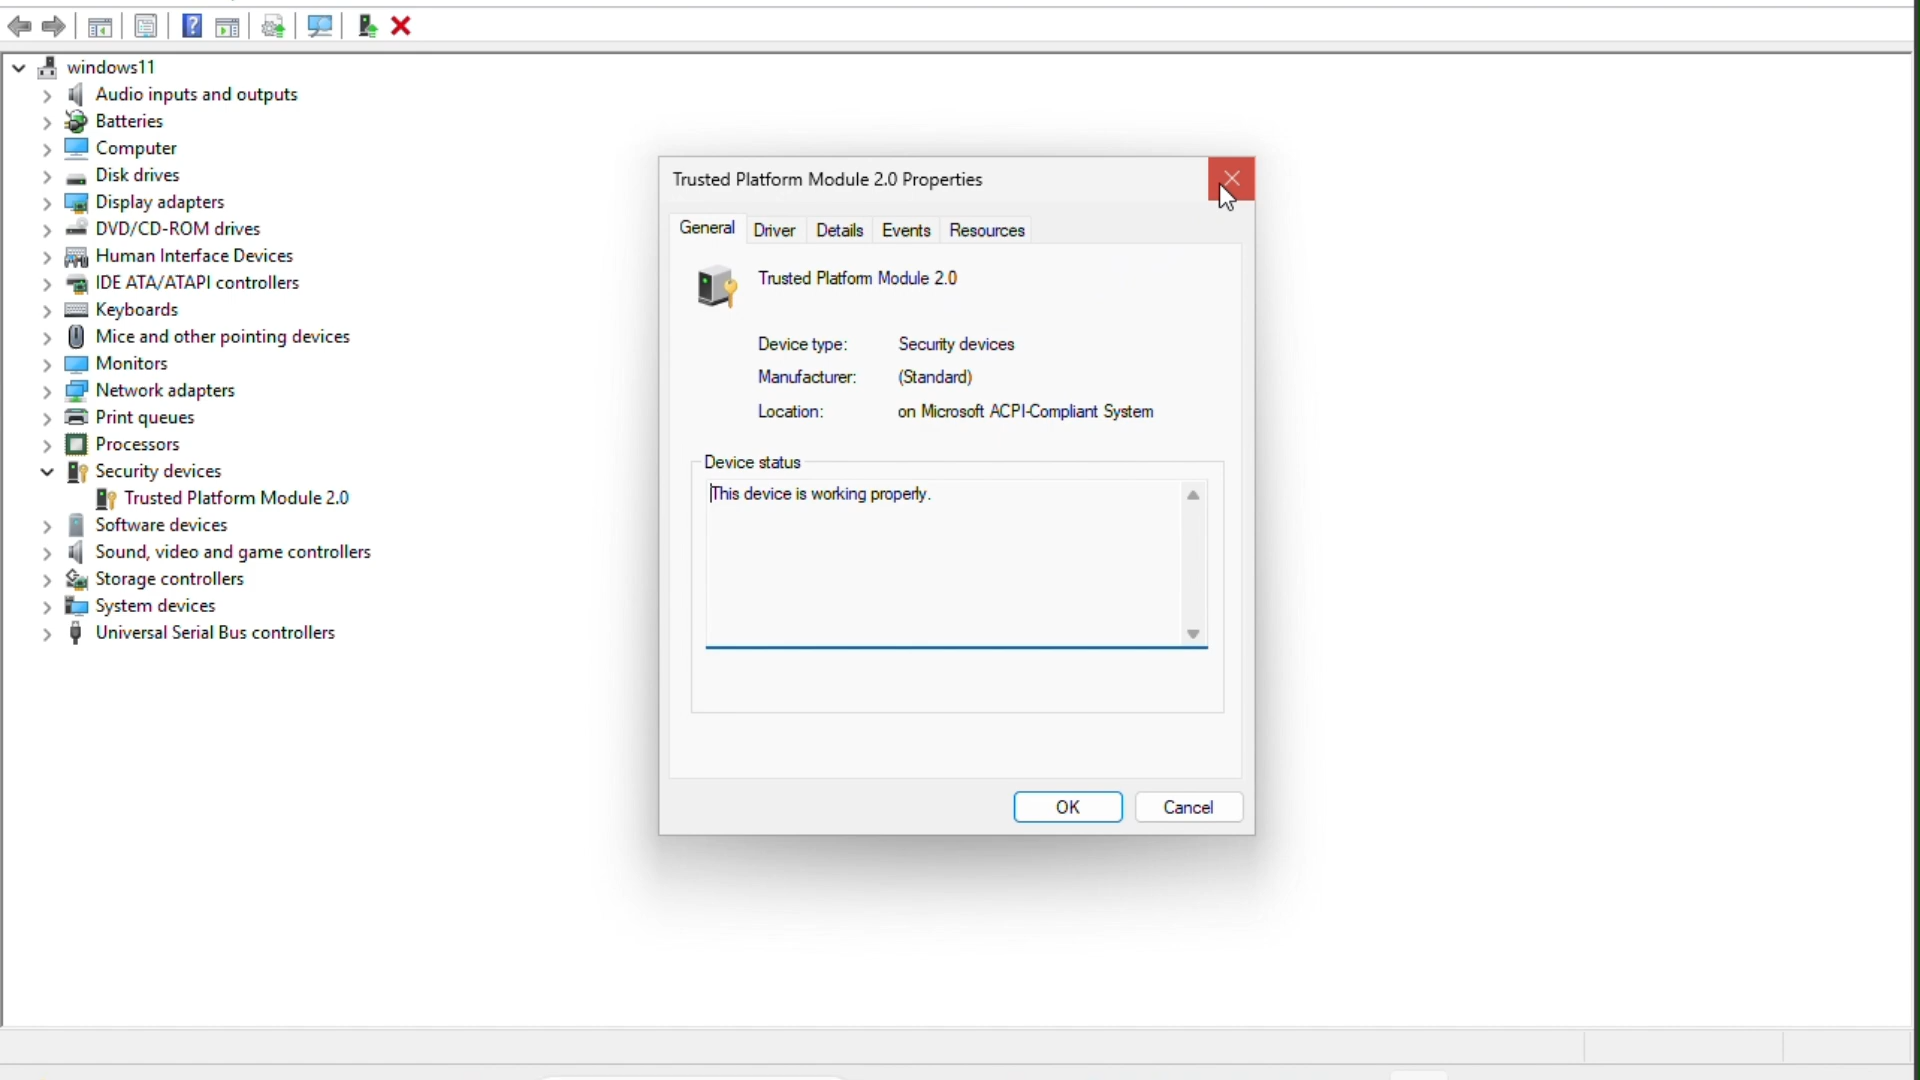 windows11
Audio inputs and outputs
Batteries
Computer
Disk drives
Display adapters
DVD/CD-ROM drives
Human Interface Devices
IDE ATA/ATAPI controllers
Keyboards
Mice and other pointing devices
Monitors
Network adapters
Print queues
Processors
Security devices
Trusted Platform Module 2.0
Software devices
Sound, video and game controllers
Storage controllers
System devices
Universal Serial Bus controllers
Trusted Platform Module 2.0 Properties
General Driver Details Events Resources
Trusted Platform Module 2.0
Device type: Security devices
Manufacturer: (Standard)
Location: on Microsoft ACPI-Compliant System
Device status
This device is working properly.
OK Cancel